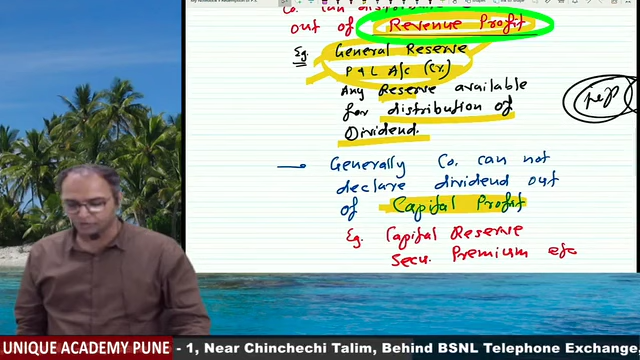 out of Revenue Profit
Eg. General Reserve
P & L A/c (Cr.)
Any Reserve available
for distribution of
Dividend.
→ Generally Co. can not
declare dividend out
of Capital Profit
Eg. Capital Reserve
Secu. Premium etc
UNIQUE ACADEMY PUNE - 1, Near Chinchechi Talim, Behind BSNL Telephone Exchange